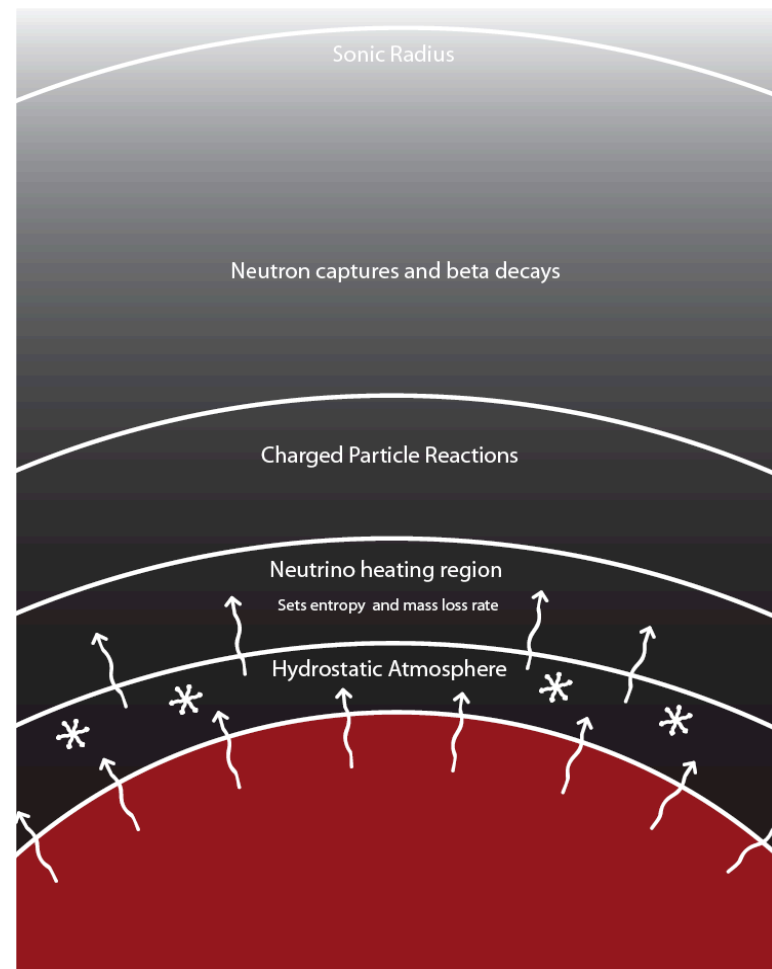 Sonic Radius
Neutron captures and beta decays
Charged Particle Reactions
Neutrino heating region
Sets entropy and mass loss rate
Hydrostatic Atmosphere